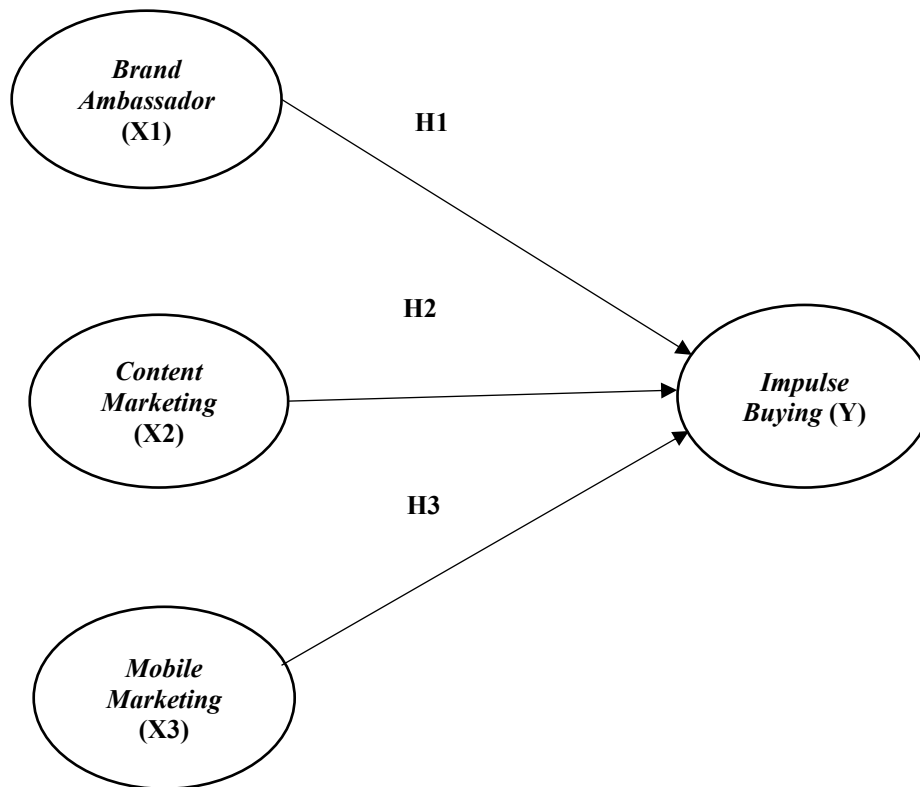 Brand
Ambassador
(X1)
H1
H2
Content
Marketing
(X2)
Impulse
Buying (Y)
H3
Mobile
Marketing
(X3)